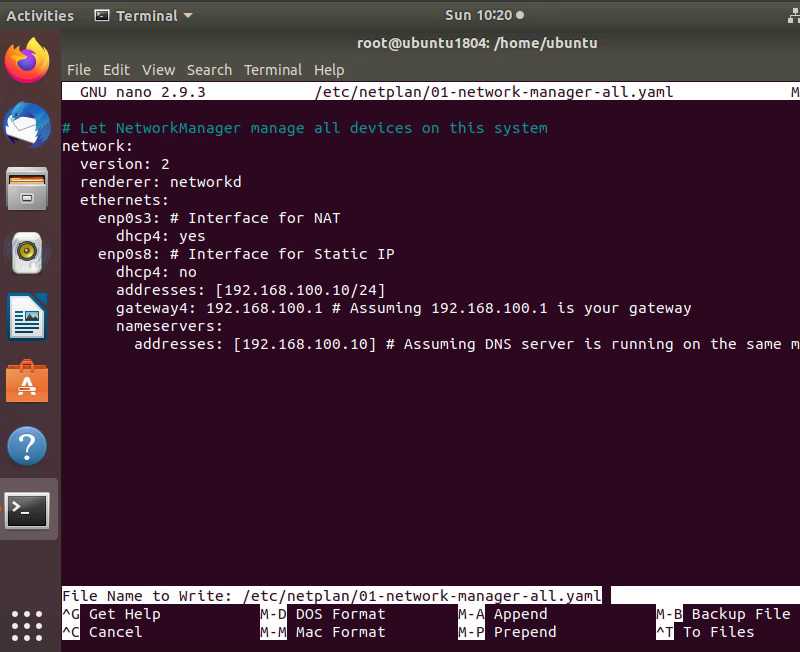 Activities Terminal Sun 10:20
root@ubuntu1804: /home/ubuntu
File Edit View Search Terminal Help
GNU nano 2.9.3 /etc/netplan/01-network-manager-all.yaml M
# Let NetworkManager manage all devices on this system
network:
  version: 2
  renderer: networkd
  ethernets:
    enp0s3: # Interface for NAT
      dhcp4: yes
    enp0s8: # Interface for Static IP
      dhcp4: no
      addresses: [192.168.100.10/24]
      gateway4: 192.168.100.1 # Assuming 192.168.100.1 is your gateway
      nameservers:
        addresses: [192.168.100.10] # Assuming DNS server is running on the same m
File Name to Write: /etc/netplan/01-network-manager-all.yaml
^G Get Help M-D DOS Format M-A Append M-B Backup File
^C Cancel M-M Mac Format M-P Prepend ^T To Files